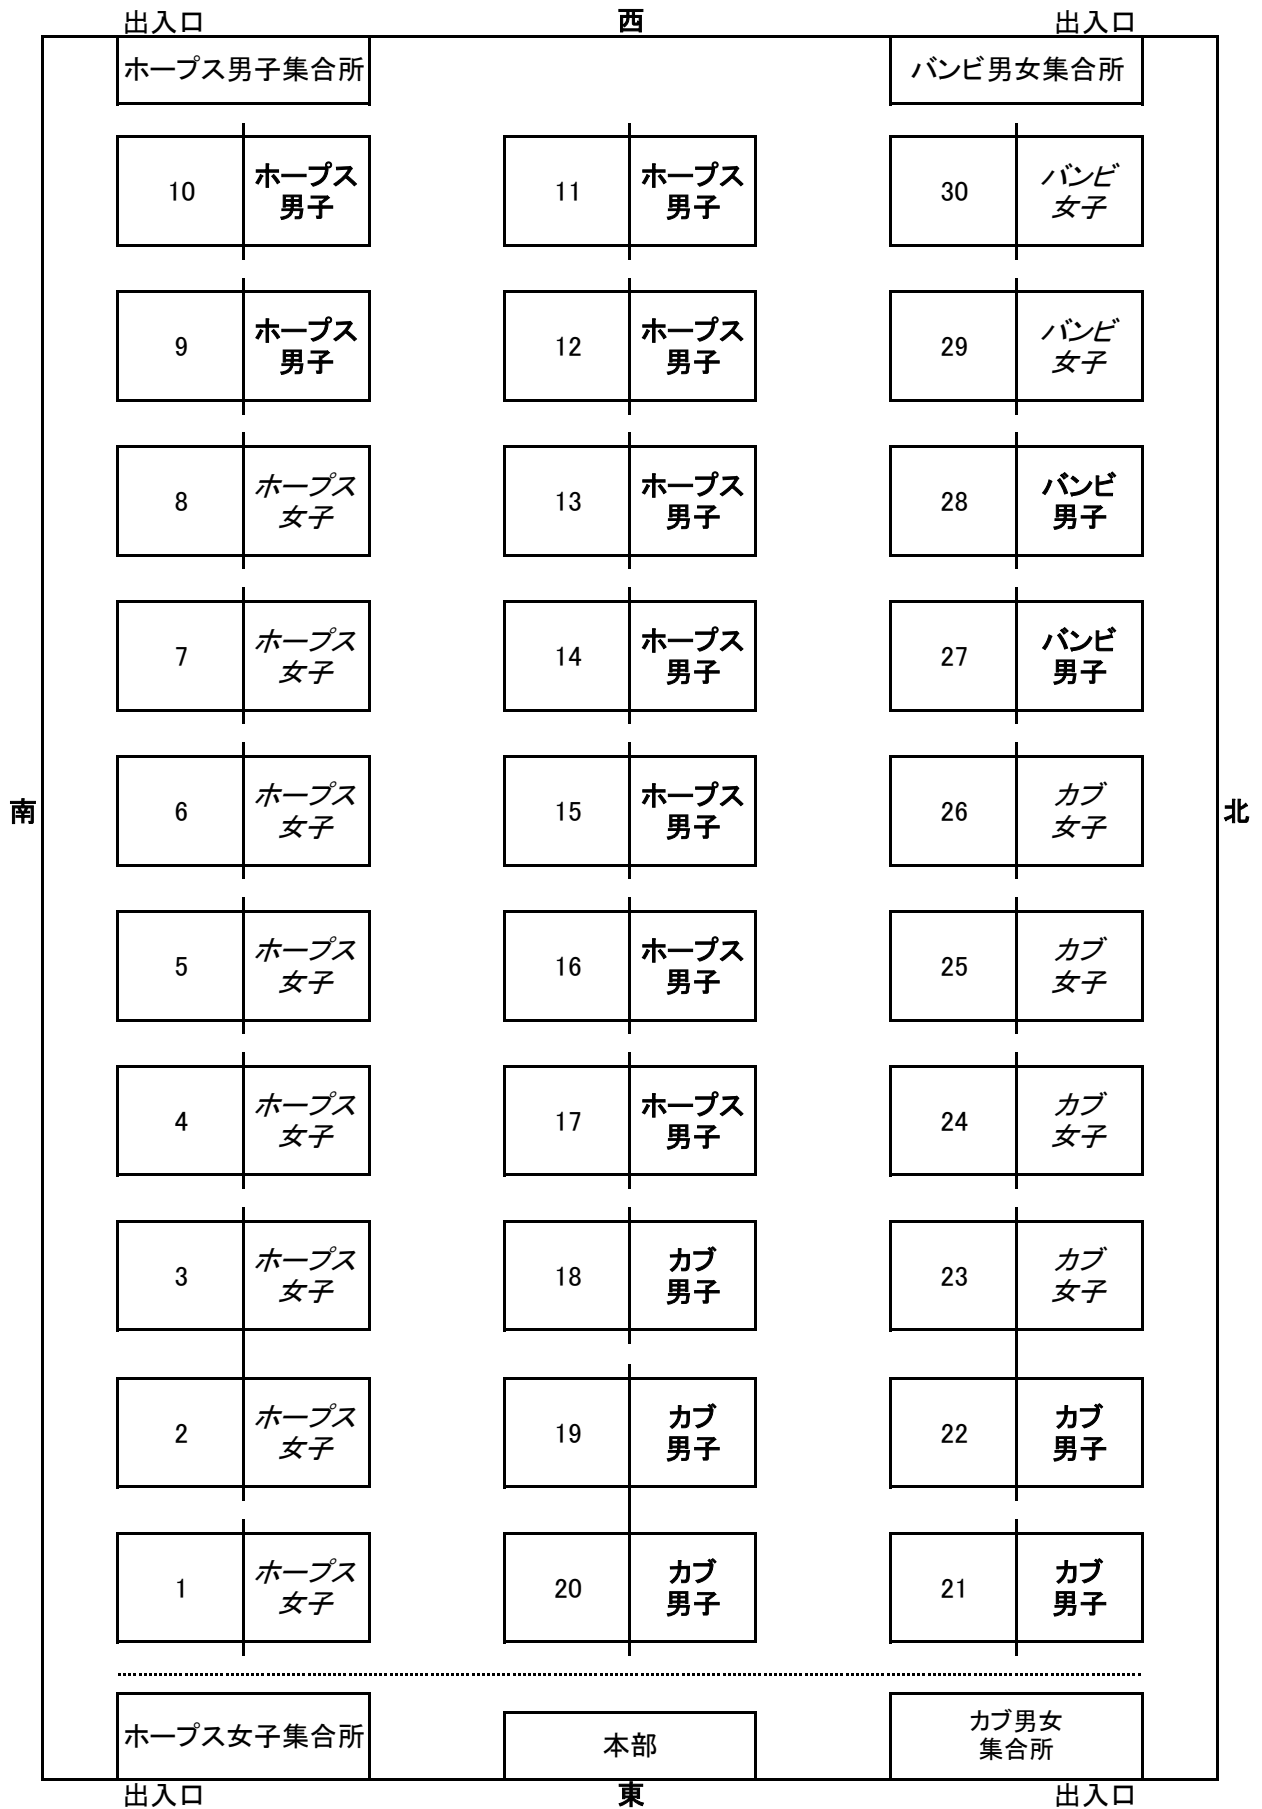 出入口
西
出入口
ホープス男子集合所
バンビ男女集合所
10
ホープス
男子
11
ホープス
男子
30
バンビ
女子
9
ホープス
男子
12
ホープス
男子
29
バンビ
女子
8
ホープス
女子
13
ホープス
男子
28
バンビ
男子
7
ホープス
女子
14
ホープス
男子
27
バンビ
男子
南
6
ホープス
女子
15
ホープス
男子
26
カブ
女子
北
5
ホープス
女子
16
ホープス
男子
25
カブ
女子
4
ホープス
女子
17
ホープス
男子
24
カブ
女子
3
ホープス
女子
18
カブ
男子
23
カブ
女子
2
ホープス
女子
19
カブ
男子
22
カブ
男子
1
ホープス
女子
20
カブ
男子
21
カブ
男子
ホープス女子集合所
本部
カブ男女
集合所
出入口
東
出入口